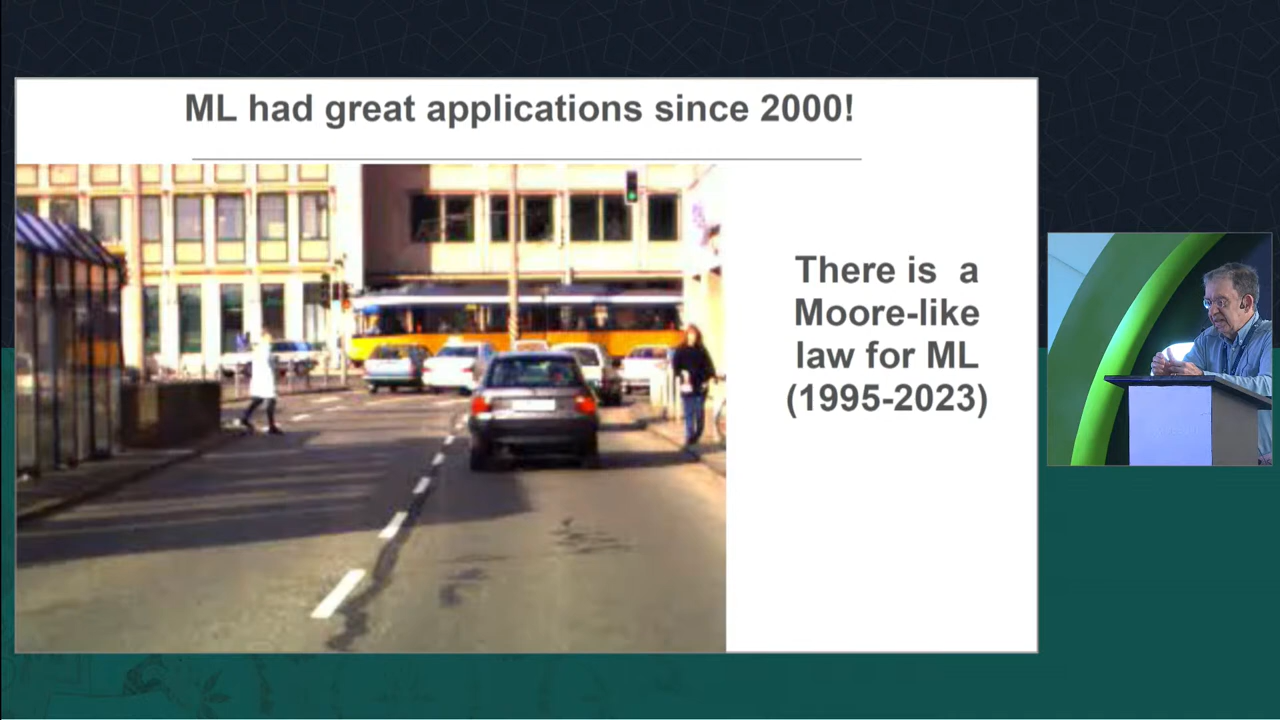 ML had great applications since 2000!
There is a
Moore-like
law for ML
(1995-2023)